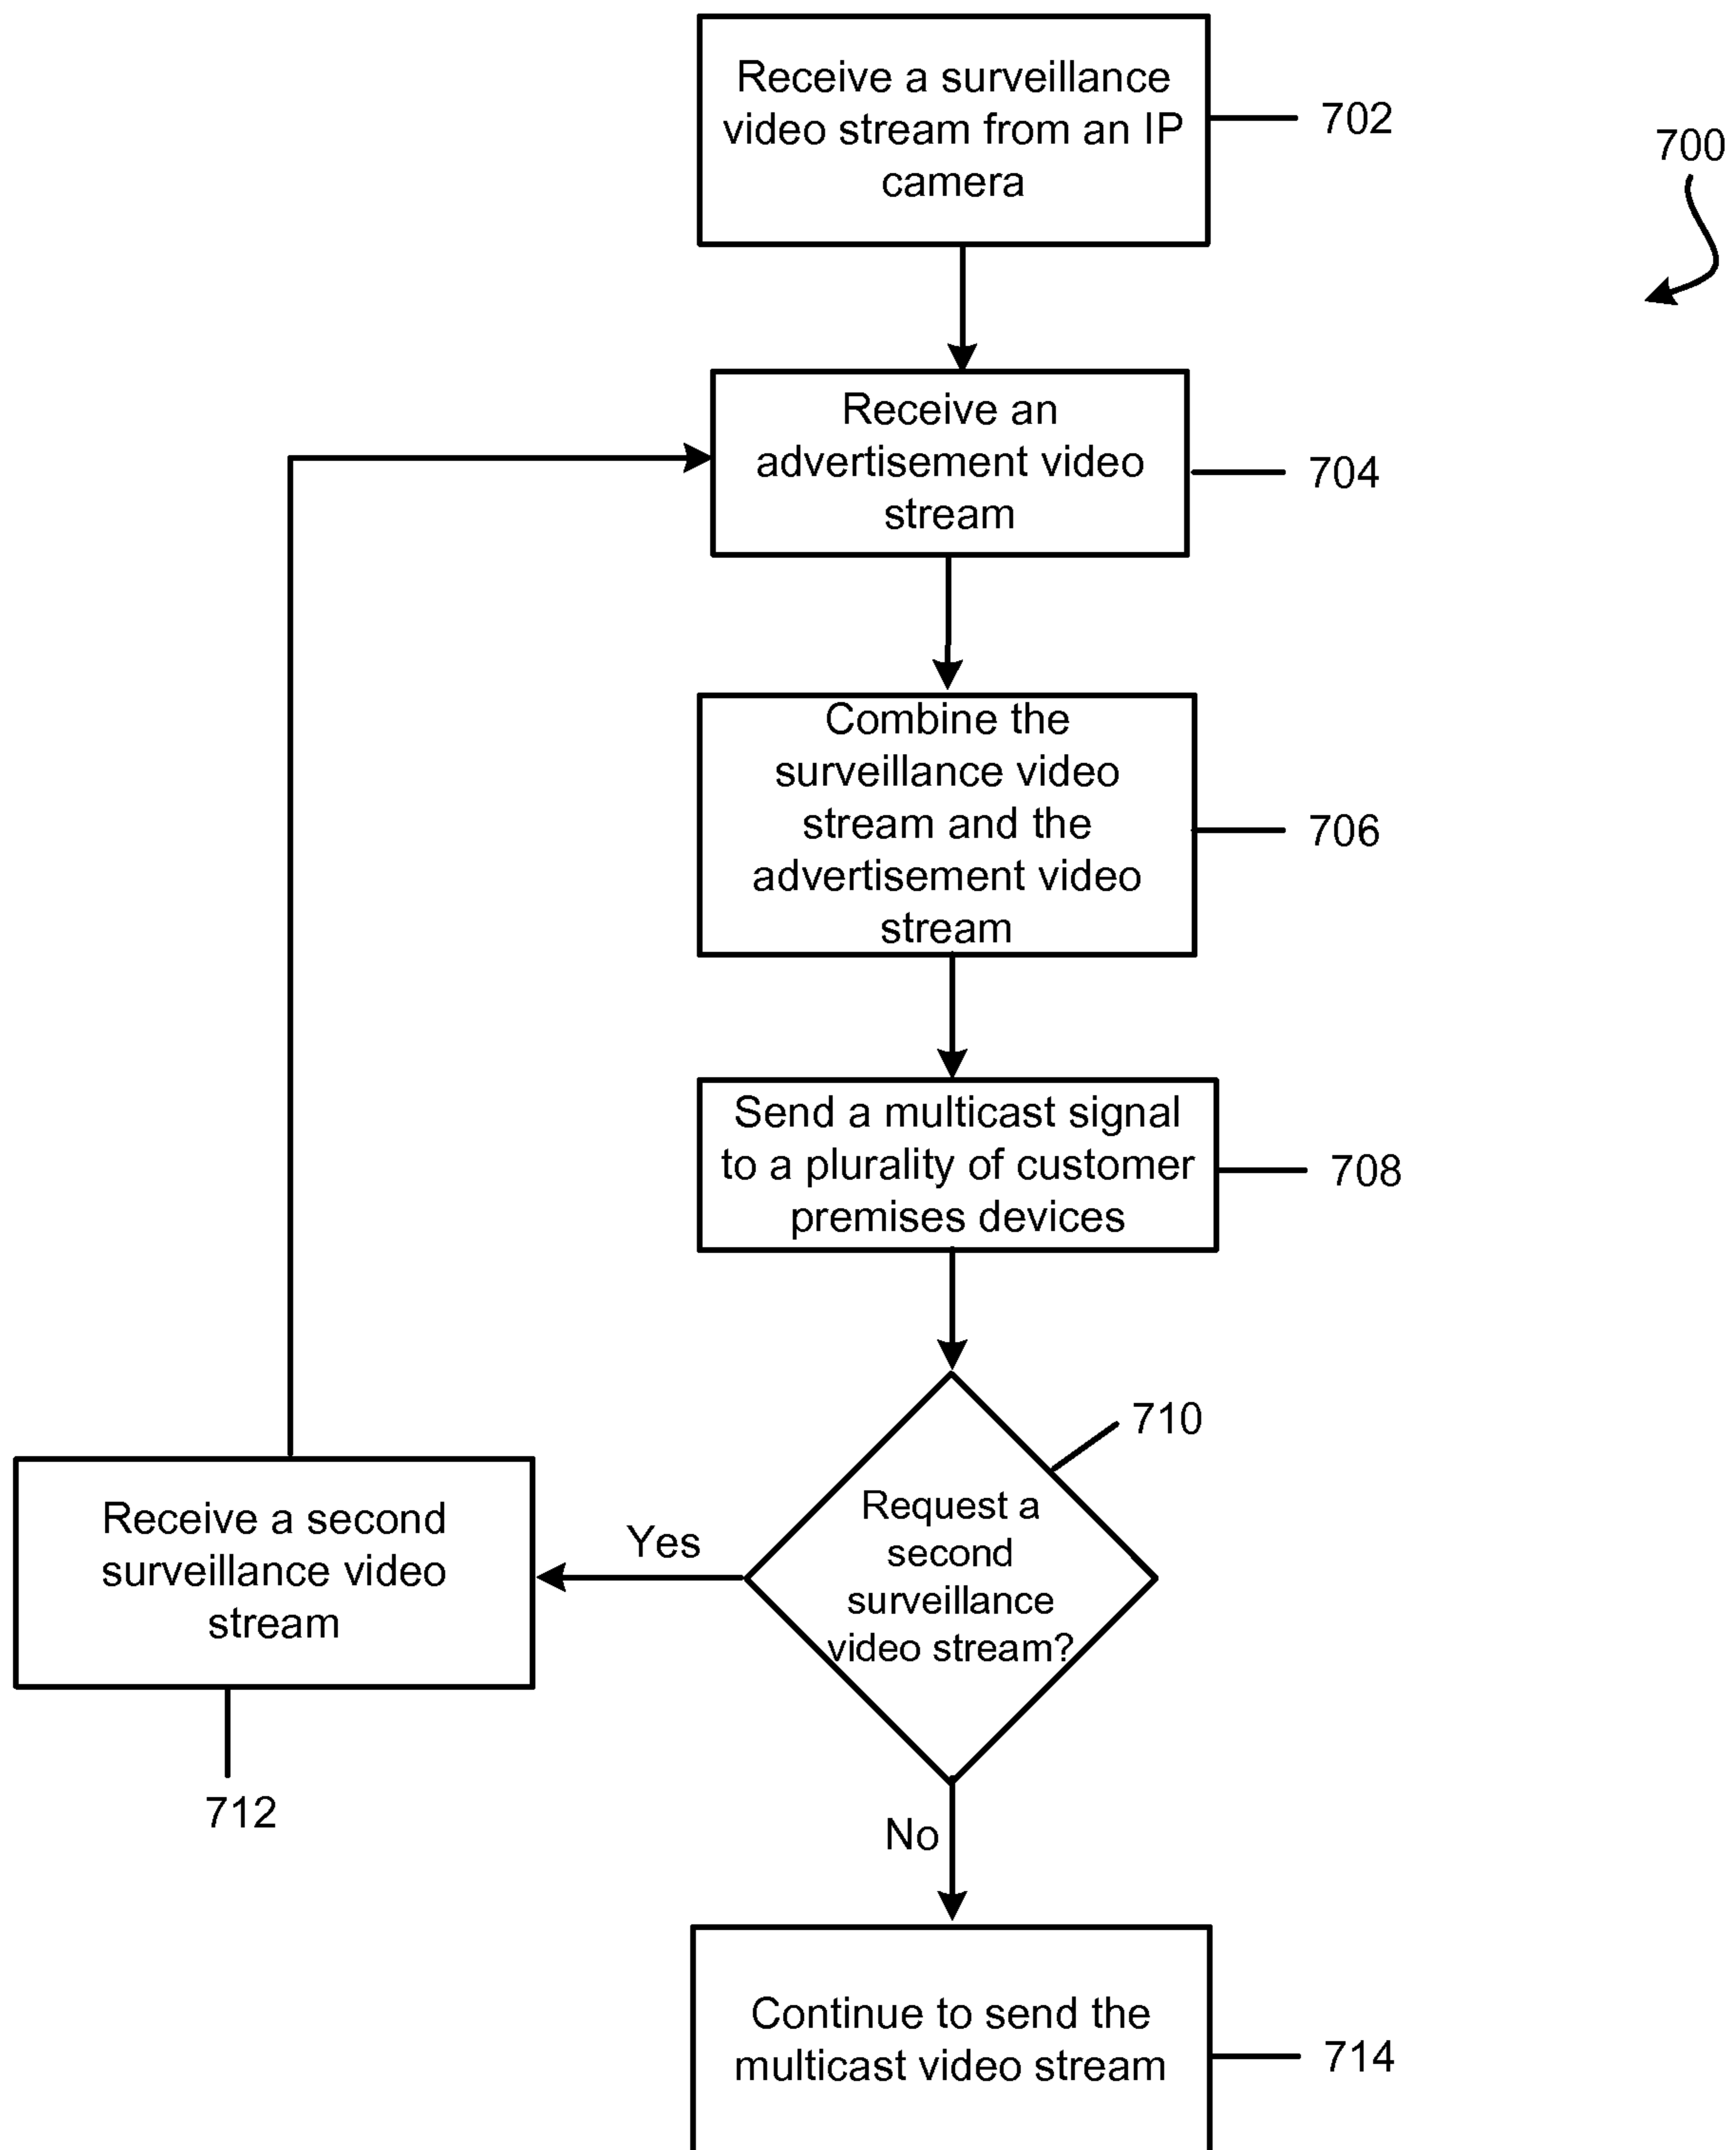 Receive a surveillance
video stream from an IP
camera
702
700
Receive an
advertisement video
stream
704
Combine the
surveillance video
stream and the
advertisement video
stream
706
Send a multicast signal
to a plurality of customer
premises devices
708
710
Request a
second
surveillance
video stream?
Yes
Receive a second
surveillance video
stream
712
No
Continue to send the
multicast video stream
714